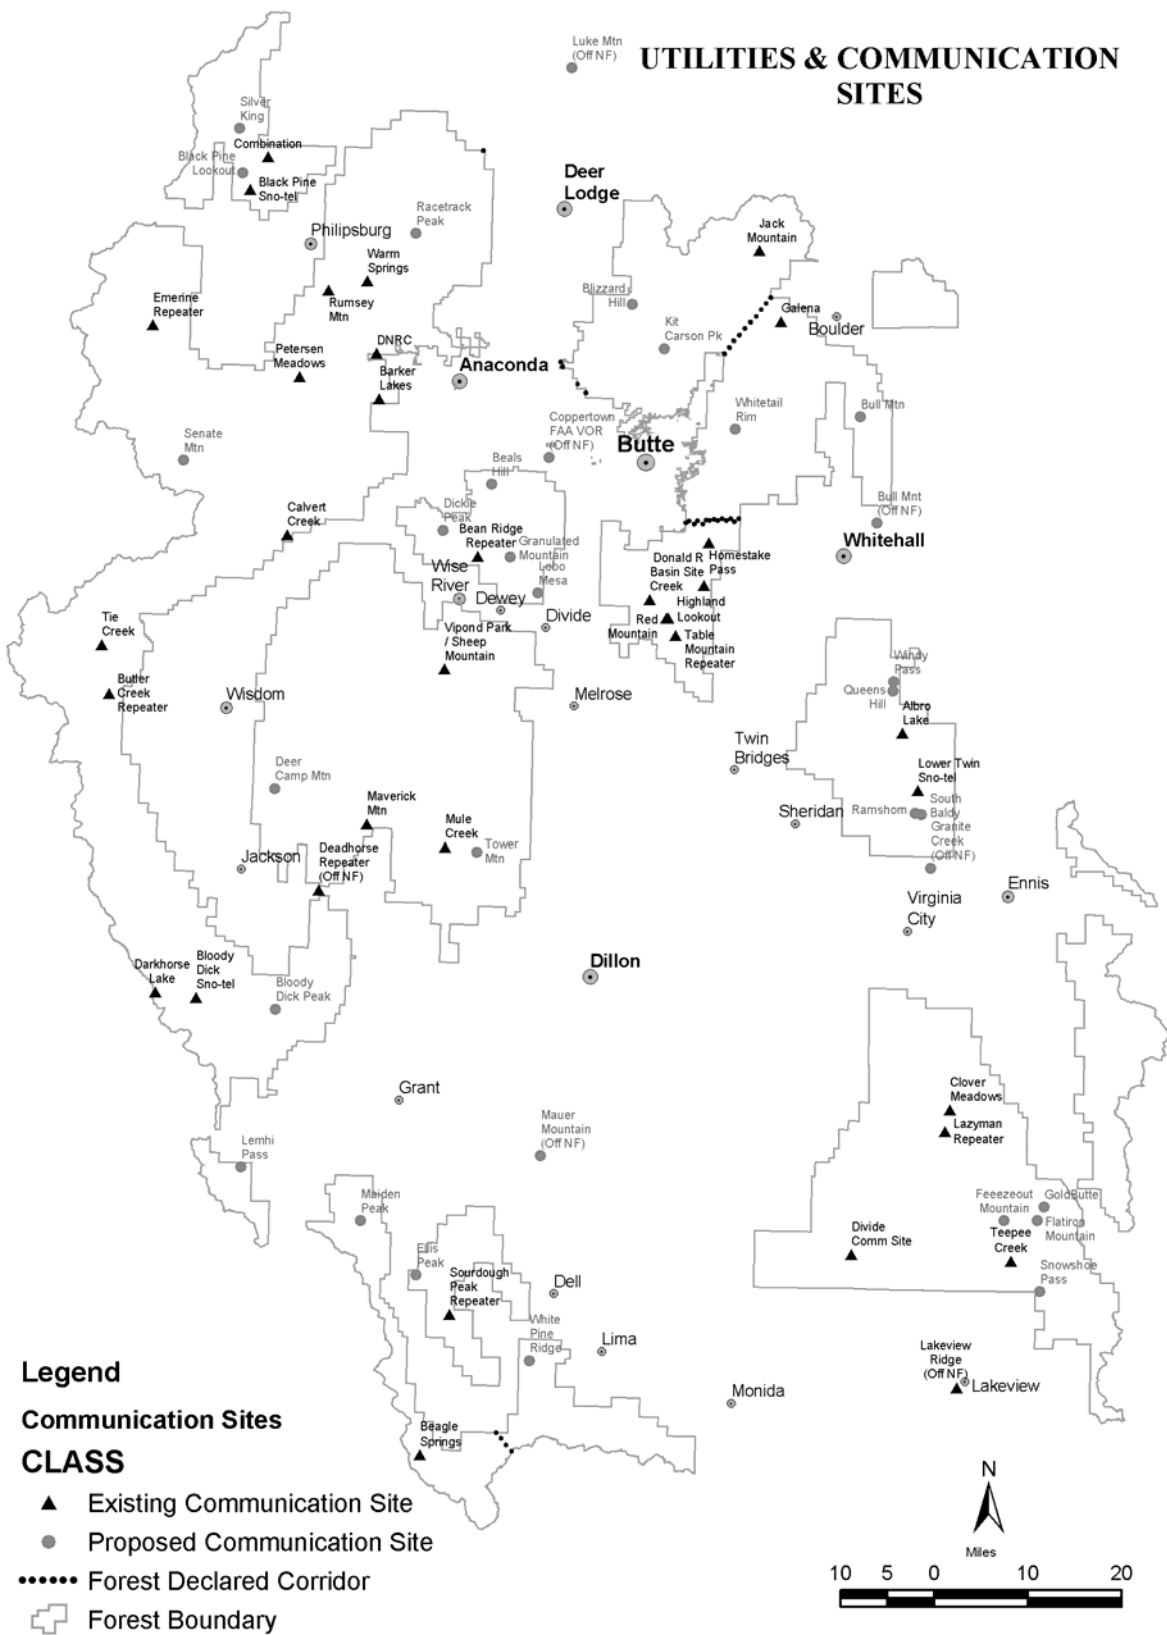 UTILITIES & COMMUNICATION
SITES
Luke Mtn
(Off NF)
Silver
King
Combination
Black Pine
Lookout
Black Pine
Sno-tel
Deer
Lodge
Philipsburg
Racetrack
Peak
Jack
Mountain
Warm
Springs
Emerine
Repeater
Rumsey
Mtn
Blizzard
Hill
Galena
Boulder
Kit
Carson Pk
DNRC
Petersen
Meadows
Anaconda
Barker
Lakes
Whitetail
Rim
Bull Mtn
Coppertown
FAA VOR
(Off NF)
Senate
Mtn
Butte
Beals
Hill
Bull Mnt
(Off NF)
Calvert
Creek
Dickie
Peak
Bean Ridge
Repeater
Granulated
Mountain
Lobo
Mesa
Whitehall
Donald R
Basin Site
Creek
Homestake
Pass
Wise
River
Dewey
Divide
Highland
Lookout
Red
Mountain
Table
Mountain
Repeater
Tie
Creek
Vipond Park
/ Sheep
Mountain
Windy
Pass
Queens
Hill
Butler
Creek
Repeater
Wisdom
Melrose
Albro
Lake
Twin
Bridges
Deer
Camp Mtn
Lower Twin
Sno-tel
Maverick
Mtn
Mule
Creek
Sheridan
Ramshorn
South
Baldy
Granite
Creek
(Off NF)
Jackson
Deadhorse
Repeater
(Off NF)
Tower
Mtn
Ennis
Virginia
City
Darkhorse
Lake
Bloody
Dick
Sno-tel
Bloody
Dick Peak
Dillon
Grant
Clover
Meadows
Lazyman
Repeater
Mauer
Mountain
(Off NF)
Lemhi
Pass
Maiden
Peak
Feeezeout
Mountain
GoldButte
Flatiron
Mountain
Divide
Comm Site
Teepee
Creek
Ellis
Peak
Sourdough
Peak
Repeater
Dell
Snowshoe
Pass
White
Pine
Ridge
Lima
Lakeview
Ridge
(Off NF)
Lakeview
Monida
Beagle
Springs
Legend
Communication Sites
CLASS
Existing Communication Site
Proposed Communication Site
Forest Declared Corridor
Forest Boundary
N
Miles
10 5 0 10 20